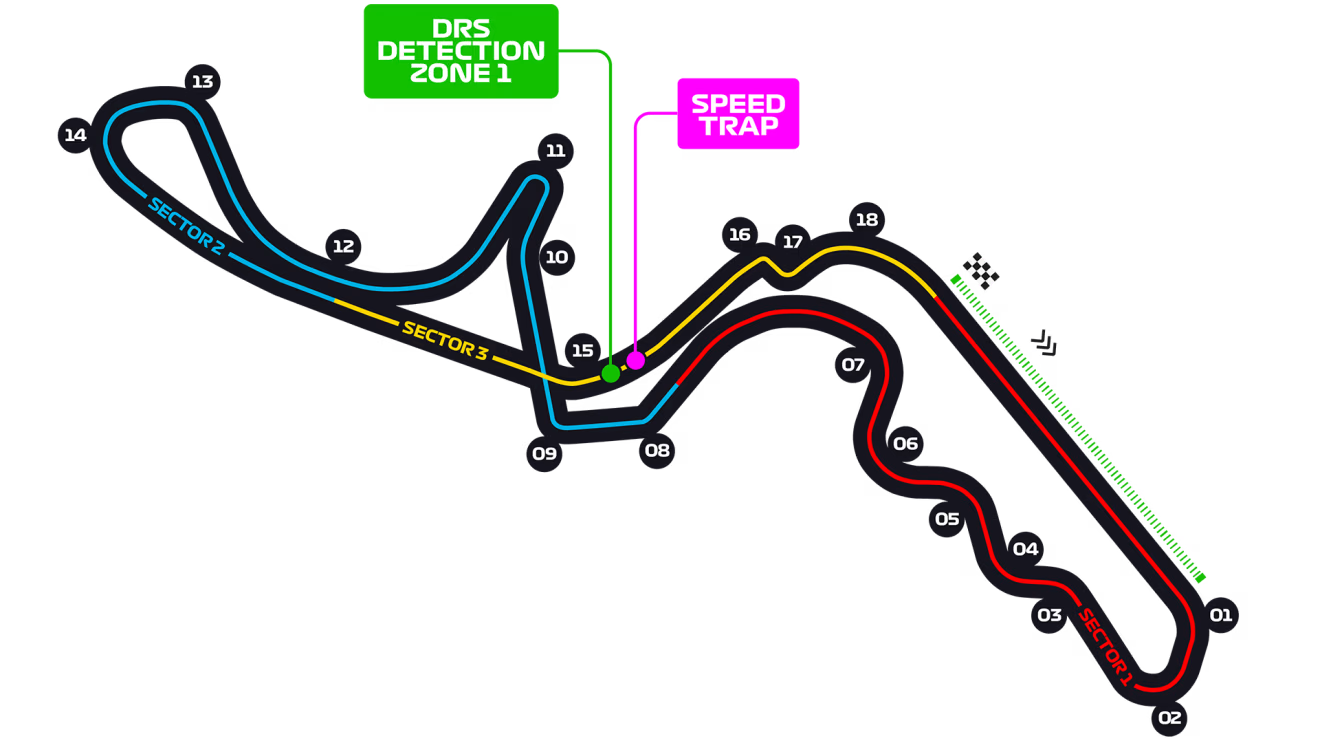 DRS
DETECTION
ZONE 1
SPEED
TRAP
13
14
11
18
16
17
12
10
SECTOR 2
SECTOR 3
15
07
09
08
06
05
04
03
01
SECTOR 1
02